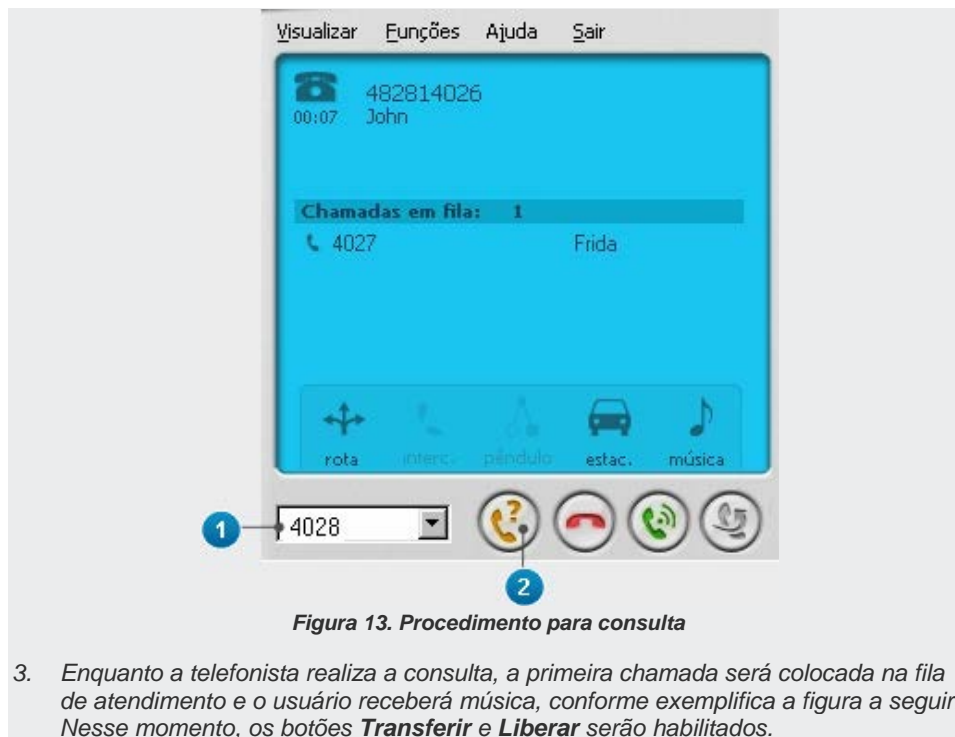 Visualizar Funções Ajuda Sair
482814026
00:07 John
Chamadas em fila: 1
4027 Frida
rota interc. pêndulo estac. música
1 4028
2
Figura 13. Procedimento para consulta
3. Enquanto a telefonista realiza a consulta, a primeira chamada será colocada na fila
de atendimento e o usuário receberá música, conforme exemplifica a figura a seguir
Nesse momento, os botões Transferir e Liberar serão habilitados.